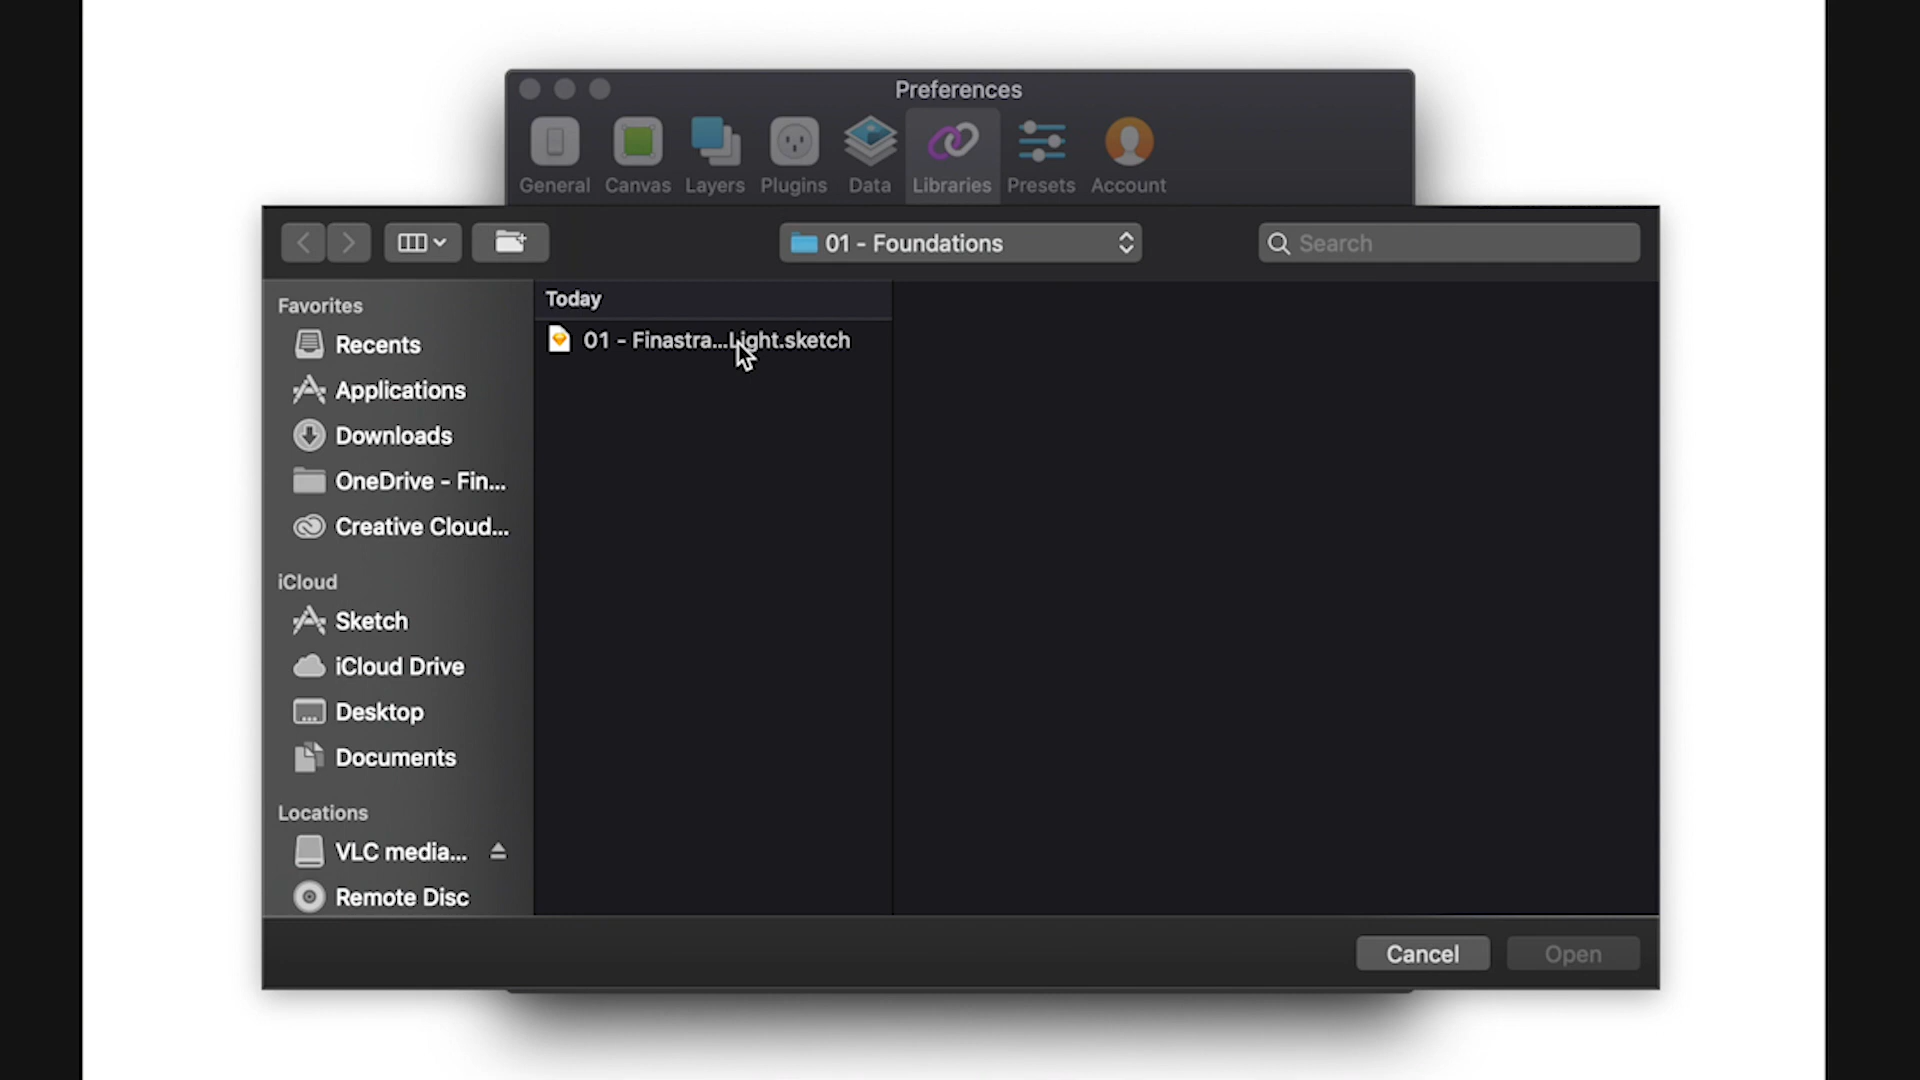 Preferences
General Canvas Layers Plugins Data Libraries Presets Account
01 - Foundations
Search
Favorites
Recents
Applications
Downloads
OneDrive - Fin...
Creative Cloud...
iCloud
Sketch
iCloud Drive
Desktop
Documents
Locations
VLC media...
Remote Disc
Today
01 - Finastra...Light.sketch
Cancel
Open